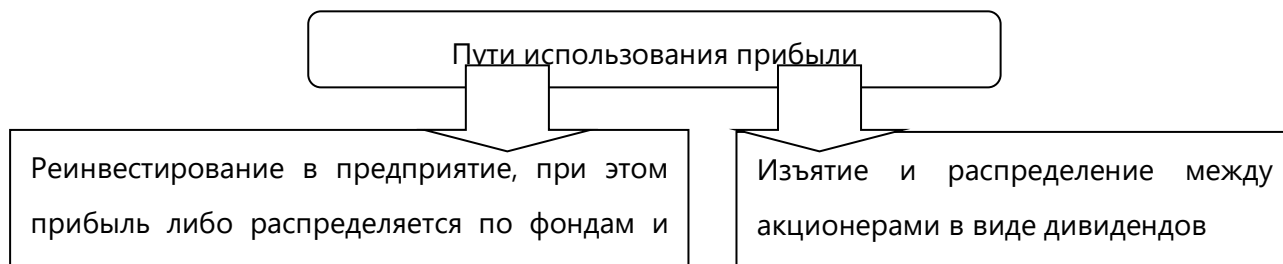 Пути использования прибыли
Реинвестирование в предприятие, при этом
прибыль либо распределяется по фондам и
Изъятие и распределение между
акционерами в виде дивидендов